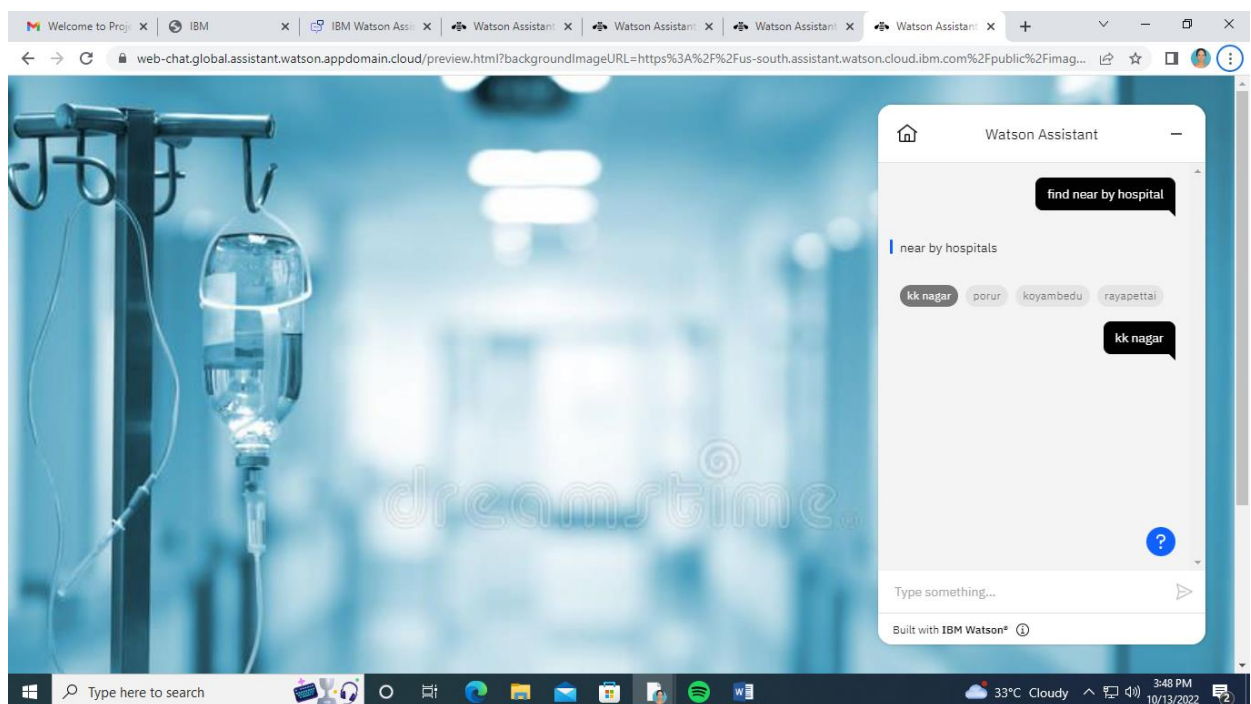 Welcome to Proj
IBM
IBM Watson Assi
Watson Assistant
Watson Assistant
Watson Assistant
Watson Assistant
web-chat.global.assistant.watson.appdomain.cloud/preview.html?backgroundImageURL=https%3A%2F%2Fus-south.assistant.watson.cloud.ibm.com%2Fpublic%2Fimag...
Watson Assistant
find near by hospital
near by hospitals
kk nagar porur koyambedu rayapettai
kk nagar
dreamstime
?
Type something...
Built with IBM Watson®
Type here to search
33°C Cloudy
3:48 PM
10/13/2022
2